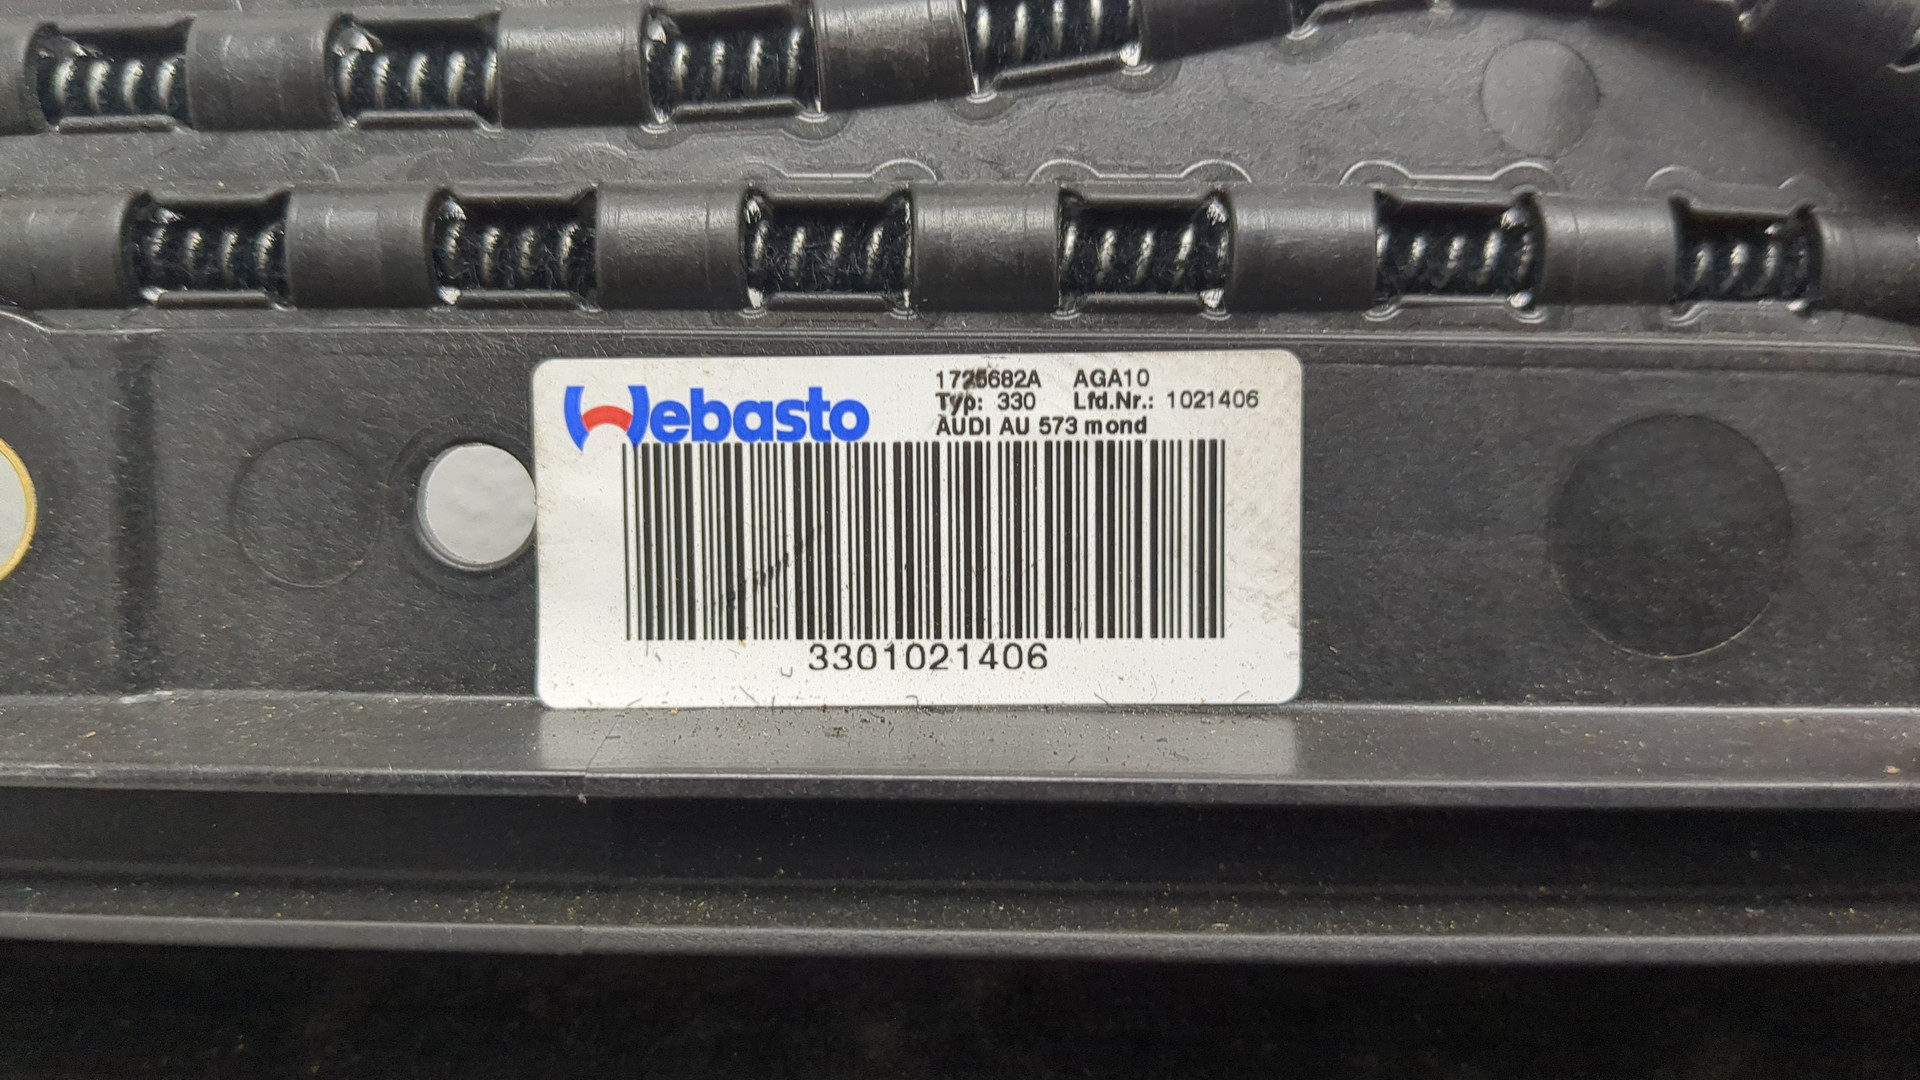 Webasto
1725682A AGA10
Typ: 330 Lfd.Nr.: 1021406
AUDI AU 573 mond
3301021406